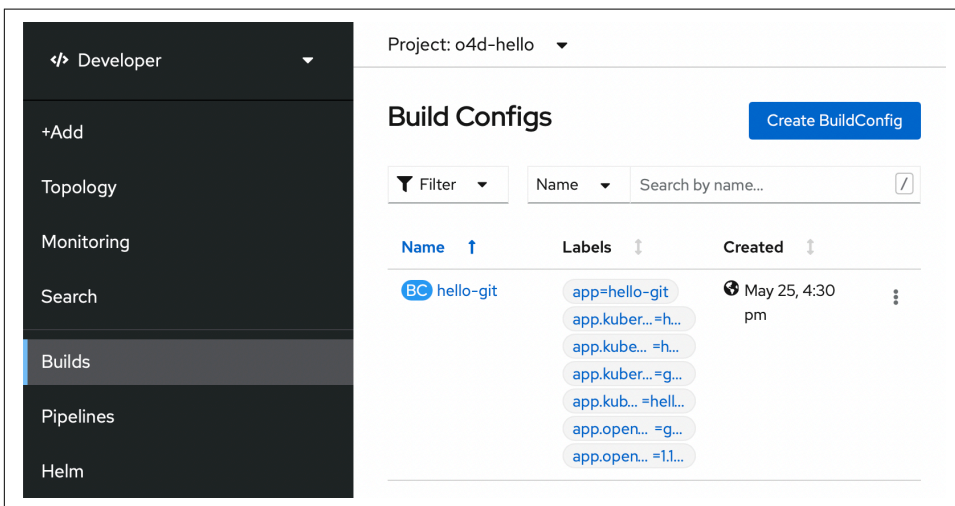 </> Developer
+Add
Topology
Monitoring
Search
Builds
Pipelines
Helm
Project: o4d-hello
Build Configs
Create BuildConfig
Filter
Name
Search by name...
/
Name
Labels
Created
BC hello-git
app=hello-git
app.kuber...=h...
app.kube... =h...
app.kuber...=g...
app.kub... =hell...
app.open... =g...
app.open... =1.1...
May 25, 4:30
pm